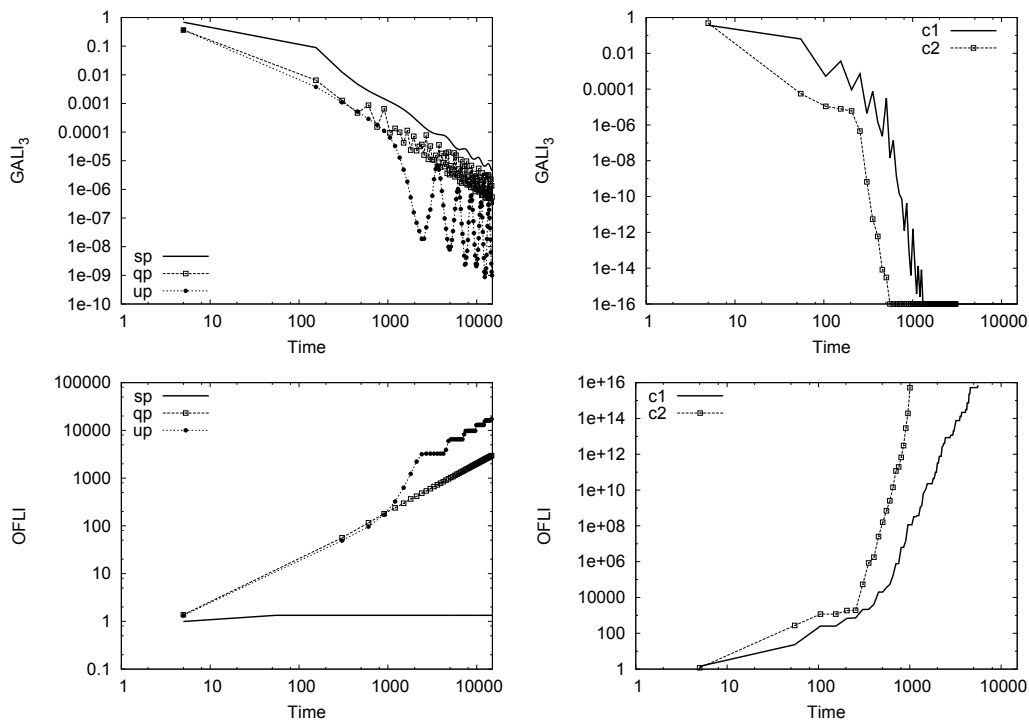 1
0.1
0.01
0.001
0.0001
1e-05
1e-06
1e-07
1e-08
1e-09
1e-10
GALI3
sp
qp
up
1 10 100 1000 10000
Time
1
0.01
0.0001
1e-06
1e-08
1e-10
1e-12
1e-14
1e-16
GALI3
c1
c2
1 10 100 1000 10000
Time
100000
10000
1000
100
10
1
0.1
OFLI
sp
qp
up
1 10 100 1000 10000
Time
1e+16
1e+14
1e+12
1e+10
1e+08
1e+06
10000
100
1
OFLI
c1
c2
1 10 100 1000 10000
Time